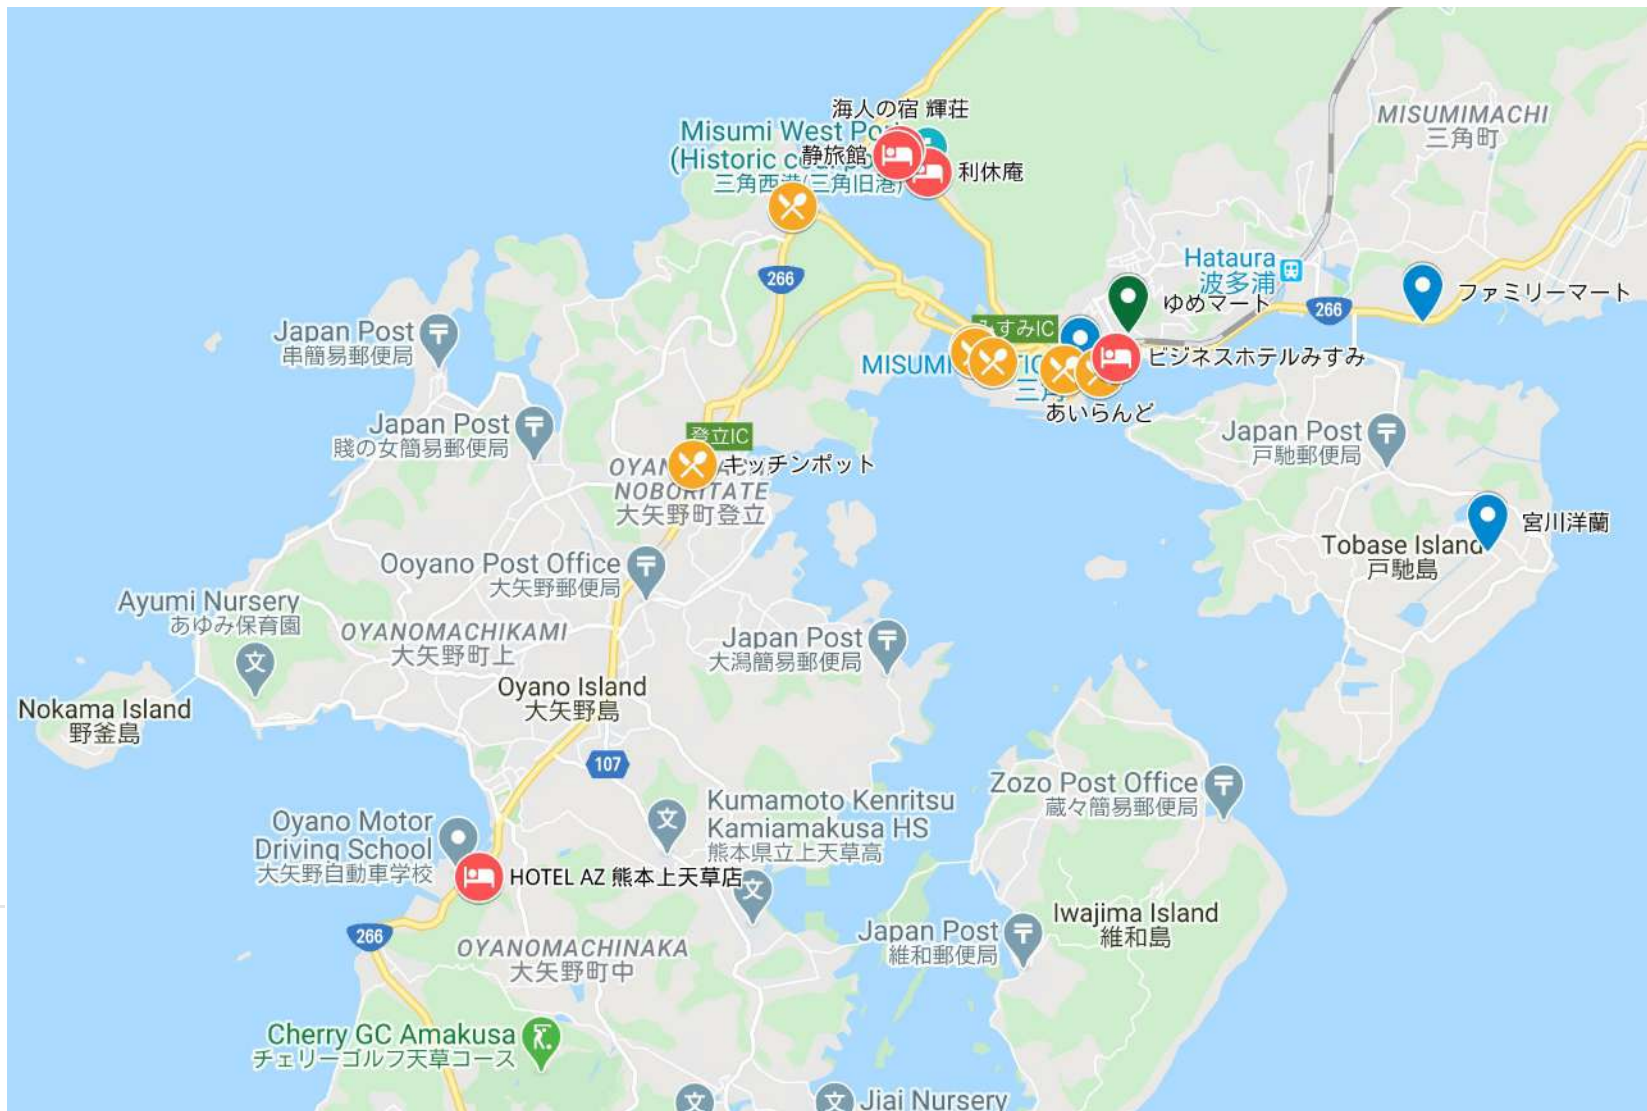 海人の宿 輝荘
Misumi West Po
静旅館
(Historic
利休庵
三角西港(三角旧港)
MISUMIMACHI
三角町
266
Hataura
波多浦
ゆめマート
266
ファミリーマート
Japan Post
串簡易郵便局
みすみIC
MISUMI
ビジネスホテルみすみ
あいらんど
Japan Post
賤の女簡易郵便局
登立IC
キッチンポット
NOBORITATE
大矢野町登立
Japan Post
戸馳郵便局
宮川洋蘭
Tobase Island
戸馳島
Ooyano Post Office
大矢野郵便局
Ayumi Nursery
あゆみ保育園
OYANOMACHIKAMI
大矢野町上
Japan Post
大潟簡易郵便局
Oyano Island
大矢野島
Nokama Island
野釜島
107
Zozo Post Office
蔵々簡易郵便局
Kumamoto Kenritsu
Kamiamakusa HS
熊本県立上天草高
Oyano Motor
Driving School
大矢野自動車学校
HOTEL AZ 熊本上天草店
266
OYANOMACHINAKA
大矢野町中
Japan Post
維和郵便局
Iwajima Island
維和島
Cherry GC Amakusa
チェリーゴルフ天草コース
Jiai Nursery